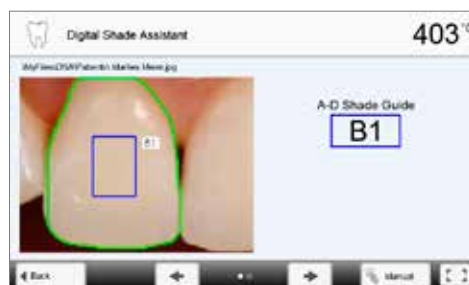 Digital Shade Assistant
403 °C
A-D Shade Guide
B1
B1
Back
Manual